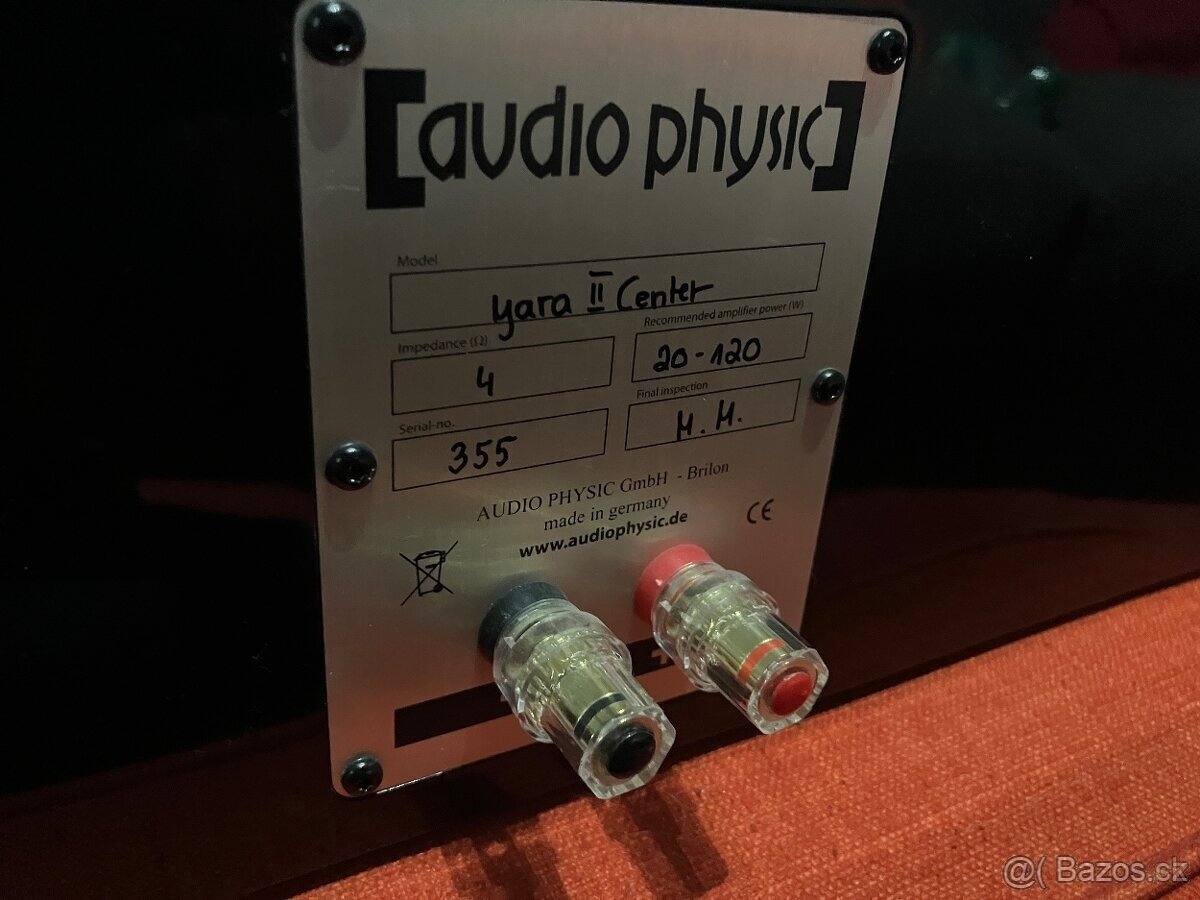 [audio physic]
Model
yara II Center
Impedance (Ω)
Recommended amplifier power (W)
4
20-120
Serial-no.
Final inspection
355
M. M.
AUDIO PHYSIC GmbH - Brilon
made in germany
www.audiophysic.de
CE
+
@( Bazos.cz